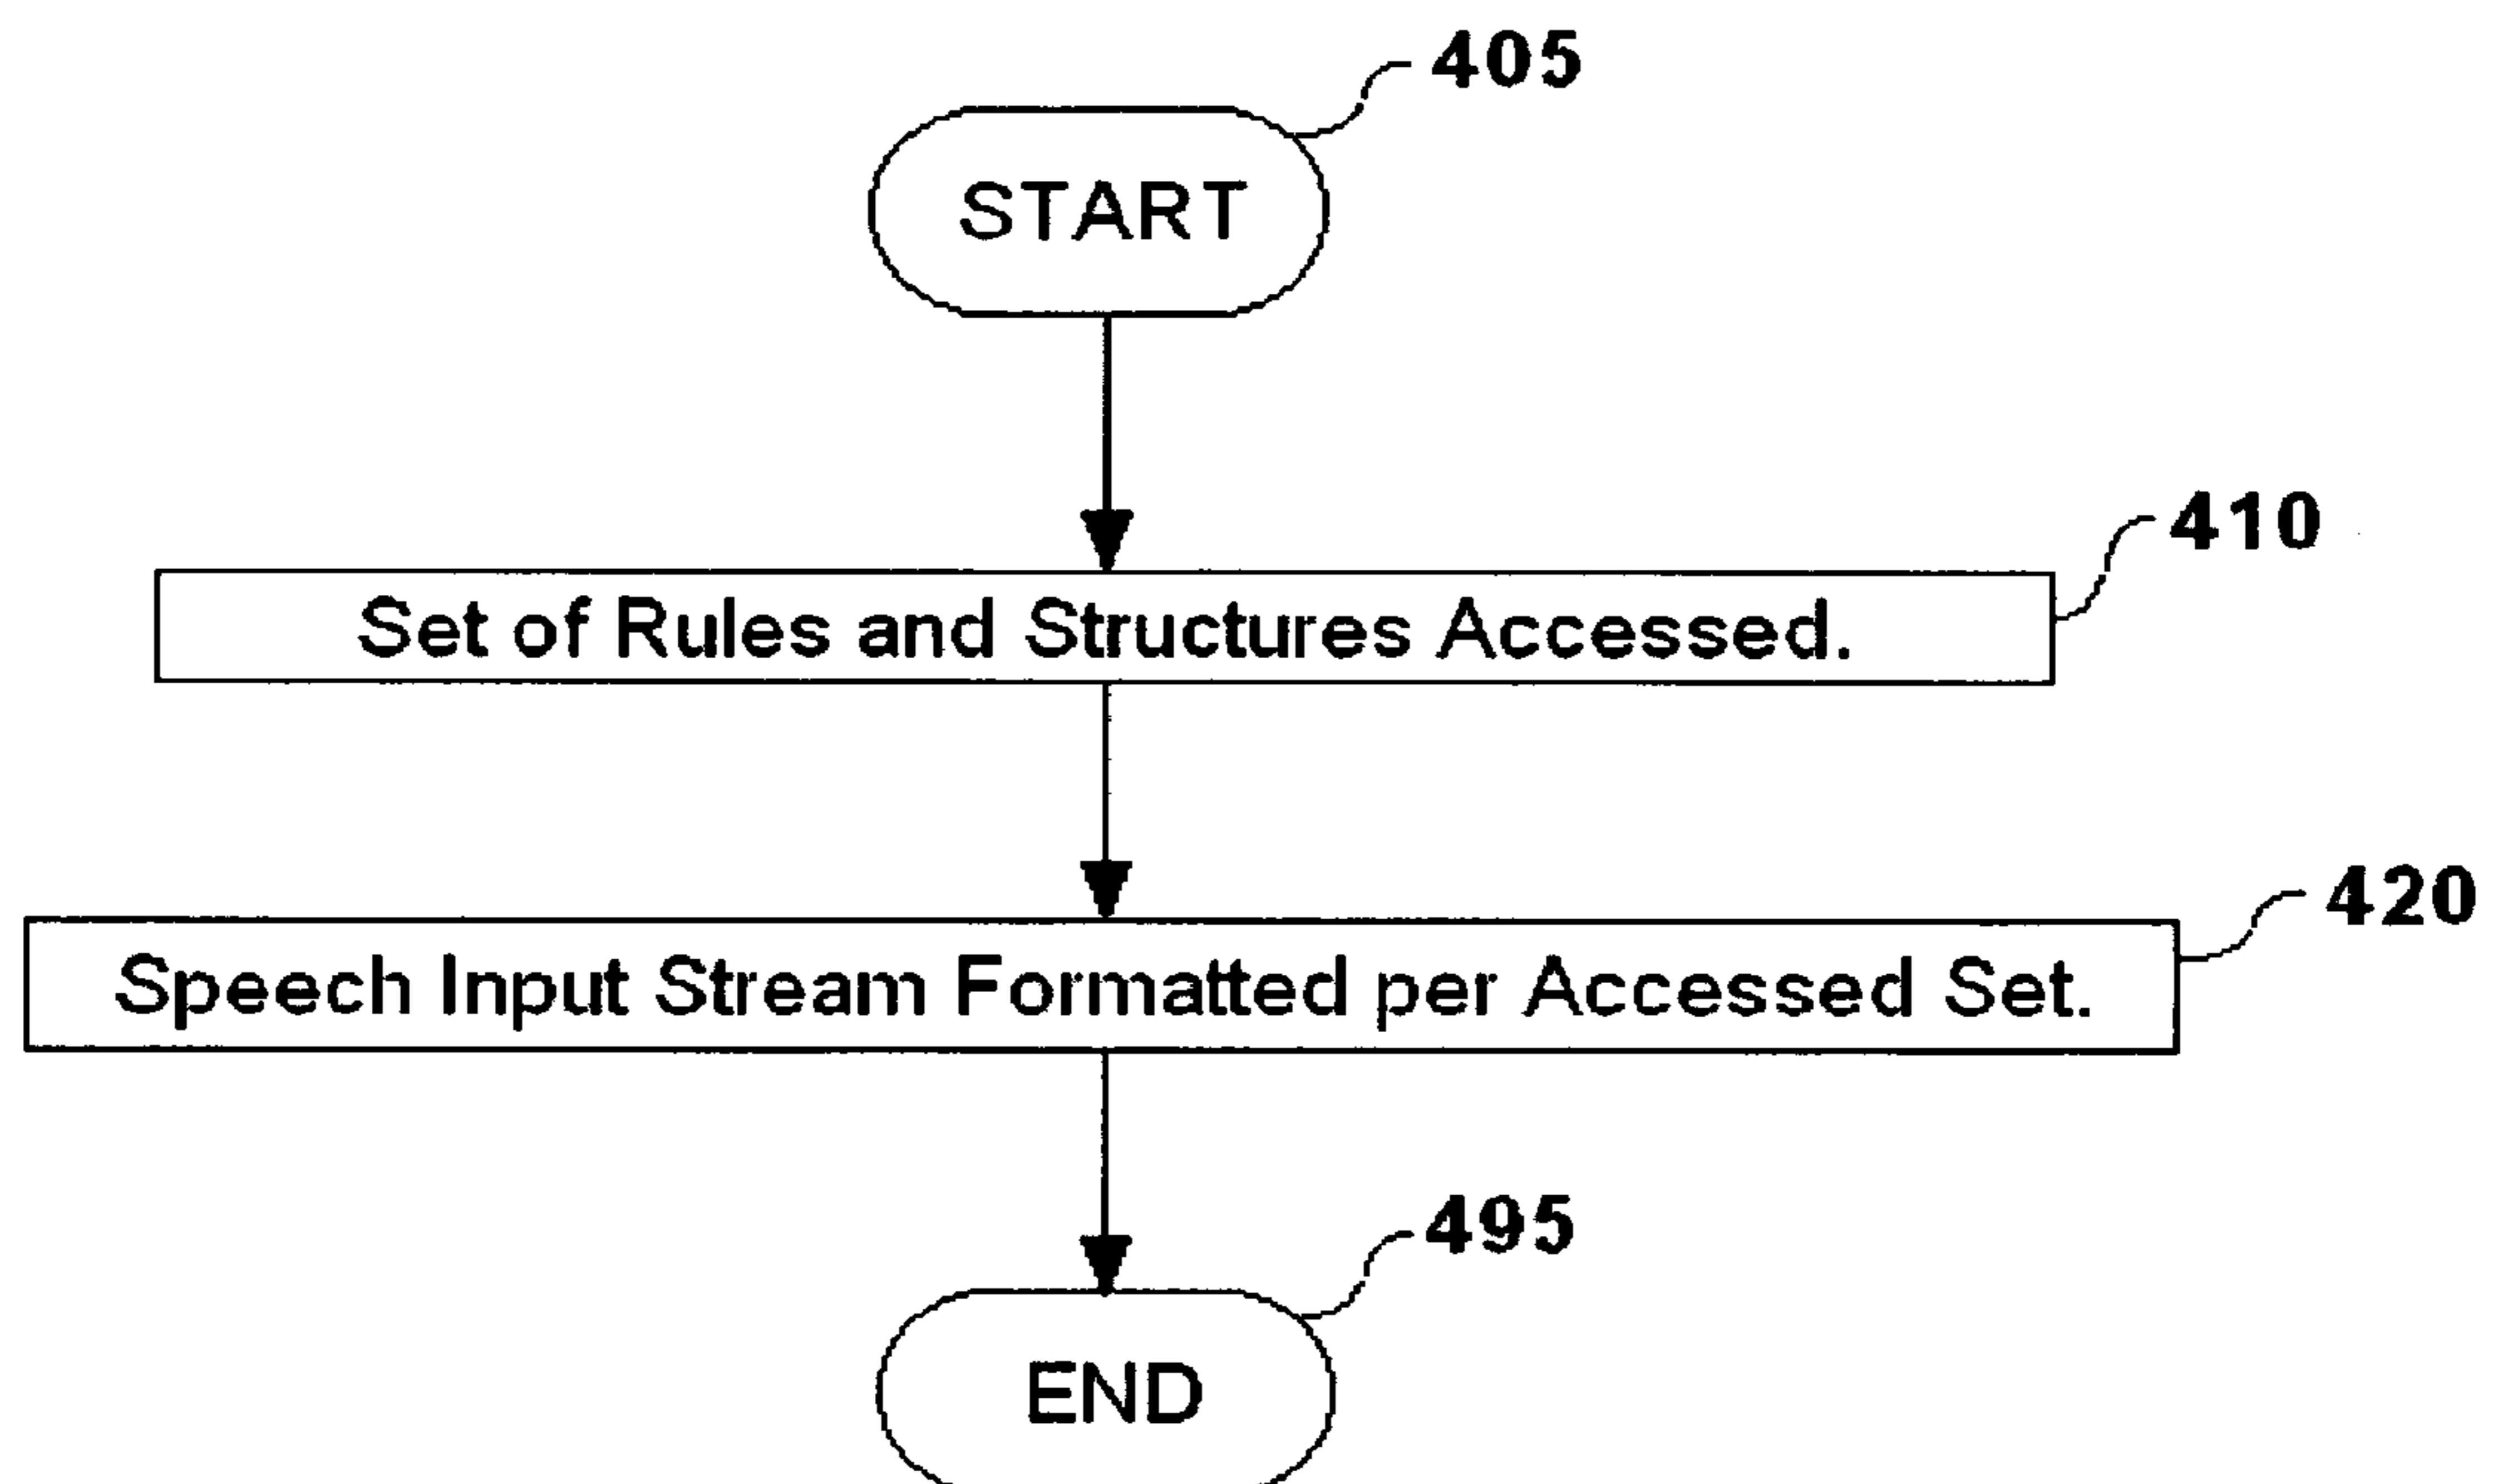 405
START
410
Set of Rules and Structures Accessed.
420
Speech Input Stream Formatted per Accessed Set.
495
END